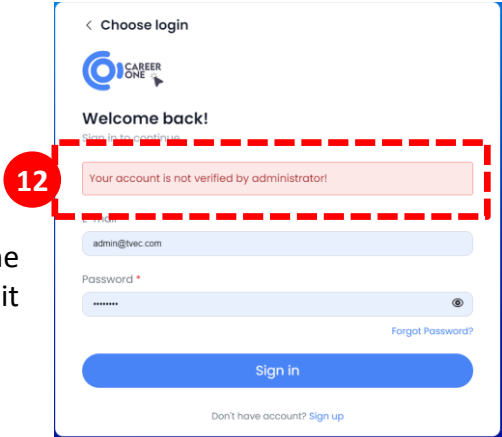 < Choose login
CAREER
ONE
Welcome back!
Sign in to continue
12
Your account is not verified by administrator!
admin@tvec.com
Password *
••••••••
it
Forgot Password?
Sign in
Don't have account? Sign up